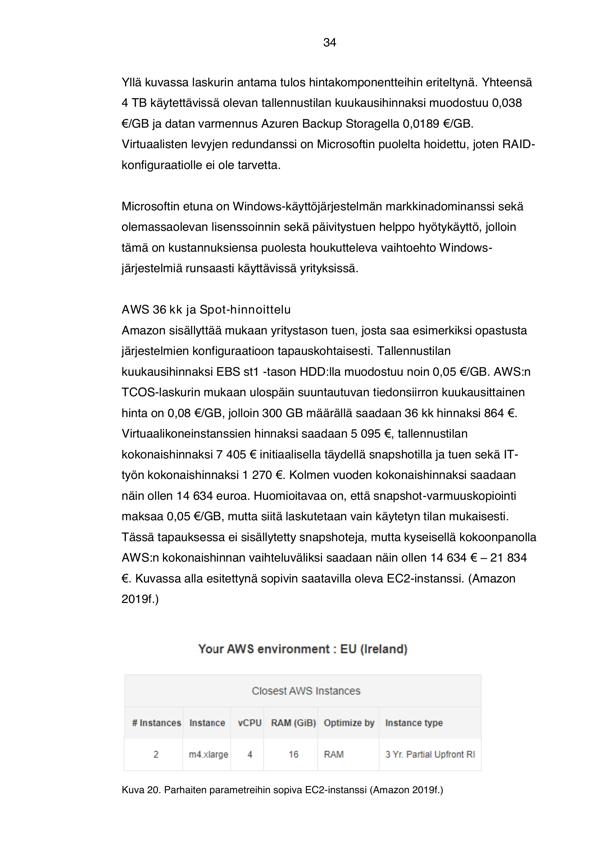 34
Yllä kuvassa laskurin antama tulos hintakomponentteihin eriteltynä. Yhteensä
4 TB käytettävissä olevan tallennustilan kuukausihinnaksi muodostuu 0,038
€/GB ja datan varmennus Azuren Backup Storagella 0,0189 €/GB.
Virtuaalisten levyjen redundanssi on Microsoftin puolelta hoidettu, joten RAID-
konfiguraatiolle ei ole tarvetta.
Microsoftin etuna on Windows-käyttöjärjestelmän markkinadominanssi sekä
olemassaolevan lisenssoinnin sekä päivitystuen helppo hyötykäyttö, jolloin
tämä on kustannuksiensa puolesta houkutteleva vaihtoehto Windows-
järjestelmiä runsaasti käyttävissä yrityksissä.
AWS 36 kk ja Spot-hinnoittelu
Amazon sisällyttää mukaan yritystason tuen, josta saa esimerkiksi opastusta
järjestelmien konfiguraatioon tapauskohtaisesti. Tallennustilan
kuukausihinnaksi EBS st1 -tason HDD:lla muodostuu noin 0,05 €/GB. AWS:n
TCOS-laskurin mukaan ulospäin suuntautuvan tiedonsiirron kuukausittainen
hinta on 0,08 €/GB, jolloin 300 GB määrällä saadaan 36 kk hinnaksi 864 €.
Virtuaalikoneinstanssien hinnaksi saadaan 5 095 €, tallennustilan
kokonaishinnaksi 7 405 € initiaalisella täydellä snapshotilla ja tuen sekä IT-
työn kokonaishinnaksi 1 270 €. Kolmen vuoden kokonaishinnaksi saadaan
näin ollen 14 634 euroa. Huomioitavaa on, että snapshot-varmuuskopiointi
maksaa 0,05 €/GB, mutta siitä laskutetaan vain käytetyn tilan mukaisesti.
Tässä tapauksessa ei sisällytetty snapshoteja, mutta kyseisellä kokoonpanolla
AWS:n kokonaishinnan vaihteluväliksi saadaan näin ollen 14 634 € – 21 834
€. Kuvassa alla esitettynä sopivin saatavilla oleva EC2-instanssi. (Amazon
2019f.)
Your AWS environment : EU (Ireland)
Closest AWS Instances
# Instances Instance vCPU RAM (GiB) Optimize by Instance type
2 m4.xlarge 4 16 RAM 3 Yr. Partial Upfront RI
Kuva 20. Parhaiten parametreihin sopiva EC2-instanssi (Amazon 2019f.)